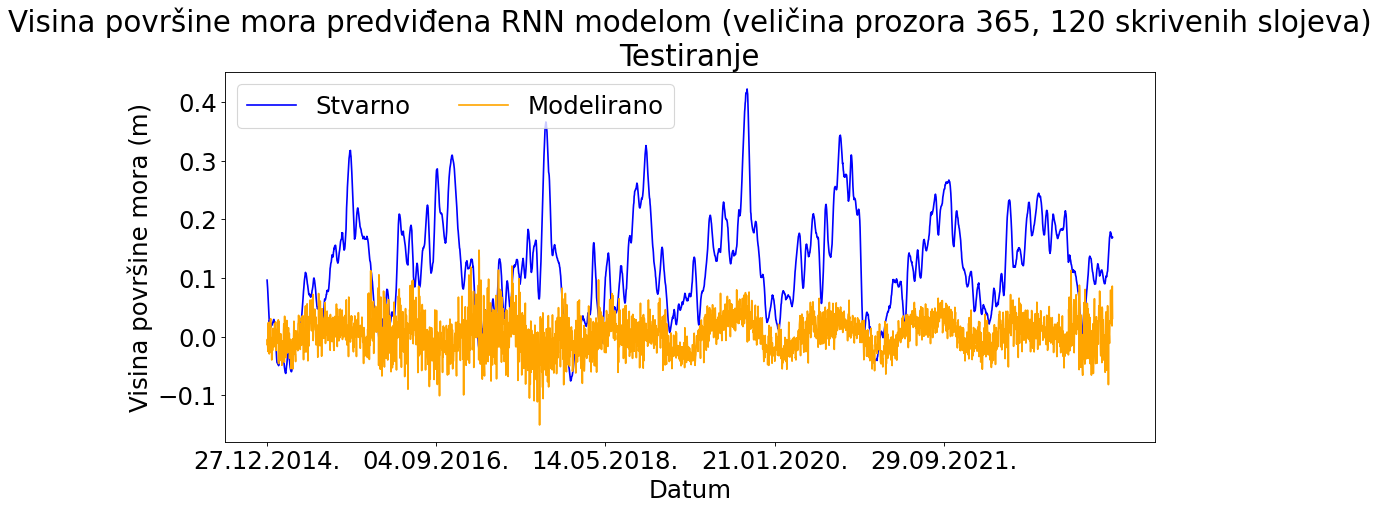 Visina površine mora predviđena RNN modelom (veličina prozora 365, 120 skrivenih slojeva)
Testiranje
Stvarno Modelirano
Visina površine mora (m)
0.4
0.3
0.2
0.1
0.0
−0.1
27.12.2014. 04.09.2016. 14.05.2018. 21.01.2020. 29.09.2021.
Datum